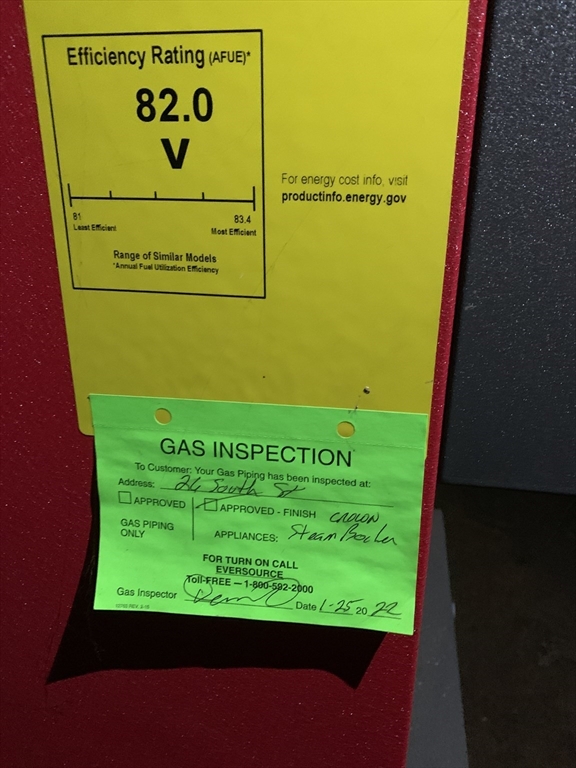 Efficiency Rating (AFUE)*
82.0
V
81
83.4
Least Efficient
Most Efficient
Range of Similar Models
*Annual Fuel Utilization Efficiency
For energy cost info, visit
productinfo.energy.gov
GAS INSPECTION
To Customer: Your Gas Piping has been inspected at:
Address: 26 South St
APPROVED
GAS PIPING
ONLY
APPROVED - FINISH
APPLIANCES: CROWN
Steam Boiler
FOR TURN ON CALL
EVERSOURCE
Toll-FREE — 1-800-592-2000
Gas Inspector
Date 1-25 20 22